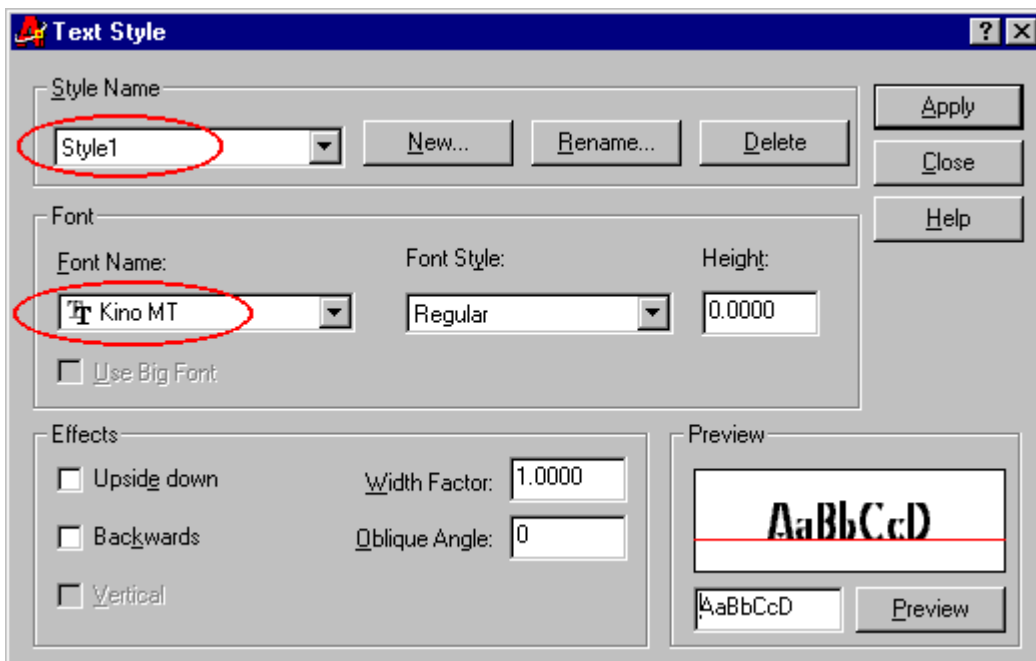 Text Style
Style Name
Style1 New... Rename... Delete
Apply
Close
Help
Font
Font Name: Font Style: Height:
Kino MT Regular 0.0000
Use Big Font
Effects
Upside down
Backwards
Vertical
Width Factor: 1.0000
Oblique Angle: 0
Preview
AaBbCcD
AaBbCcD Preview